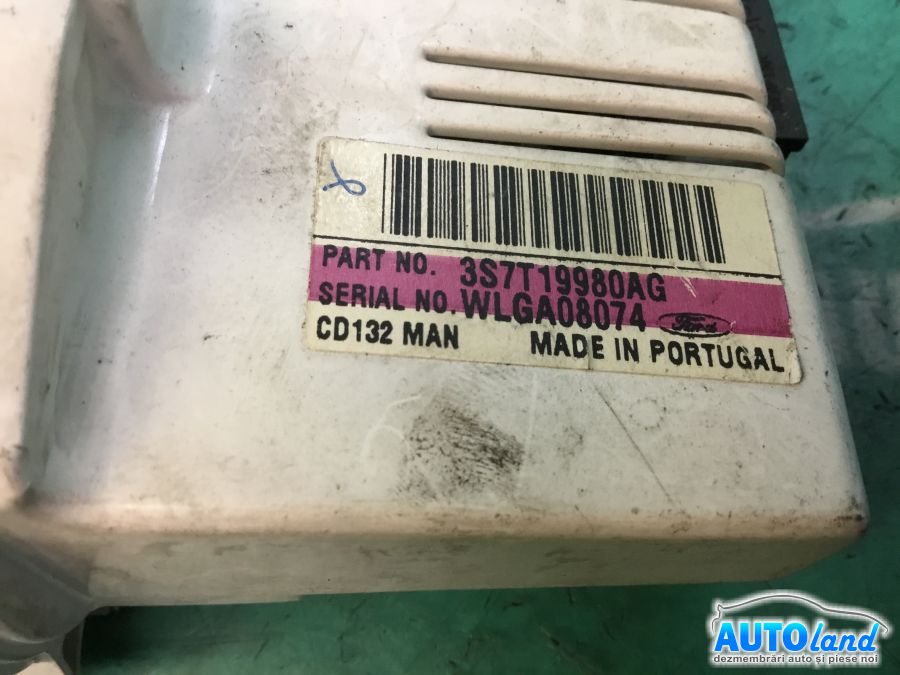 PART NO. 3S7T19980AG
SERIAL NO. WLGA08074 Ford
CD132 MAN MADE IN PORTUGAL
AUTOland
dezmembrări auto și piese noi